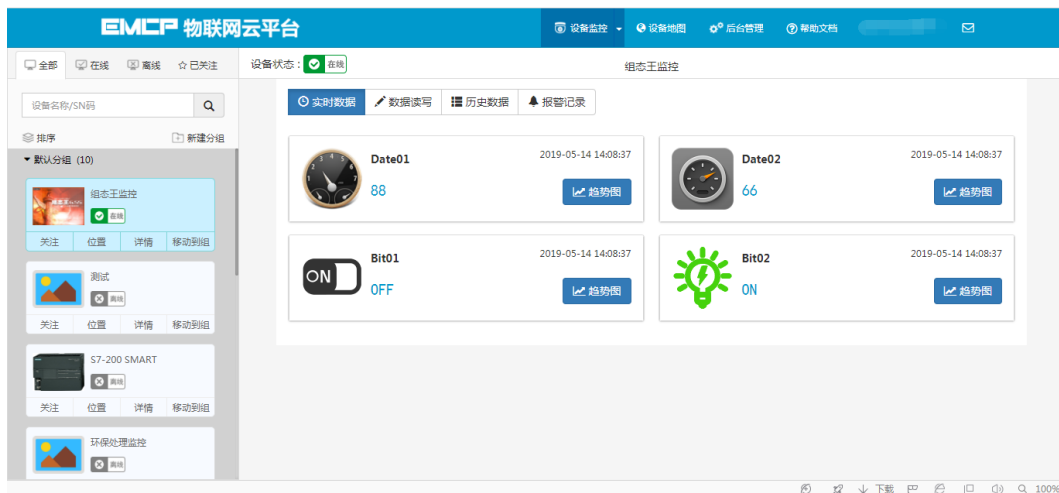 EMCP 物联网云平台
设备监控 设备地图 后台管理 帮助文档
全部 在线 离线 已关注
设备状态： 在线
组态王监控
设备名称/SN码
实时数据 数据读写 历史数据 报警记录
排序 新建分组
默认分组 (10)
组态王监控
在线
关注 位置 详情 移动到组
测试
离线
关注 位置 详情 移动到组
S7-200 SMART
离线
关注 位置 详情 移动到组
环保处理监控
离线
Date01
2019-05-14 14:08:37
88
趋势图
Date02
2019-05-14 14:08:37
66
趋势图
ON
Bit01
2019-05-14 14:08:37
OFF
趋势图
Bit02
2019-05-14 14:08:37
ON
趋势图
下载
100%